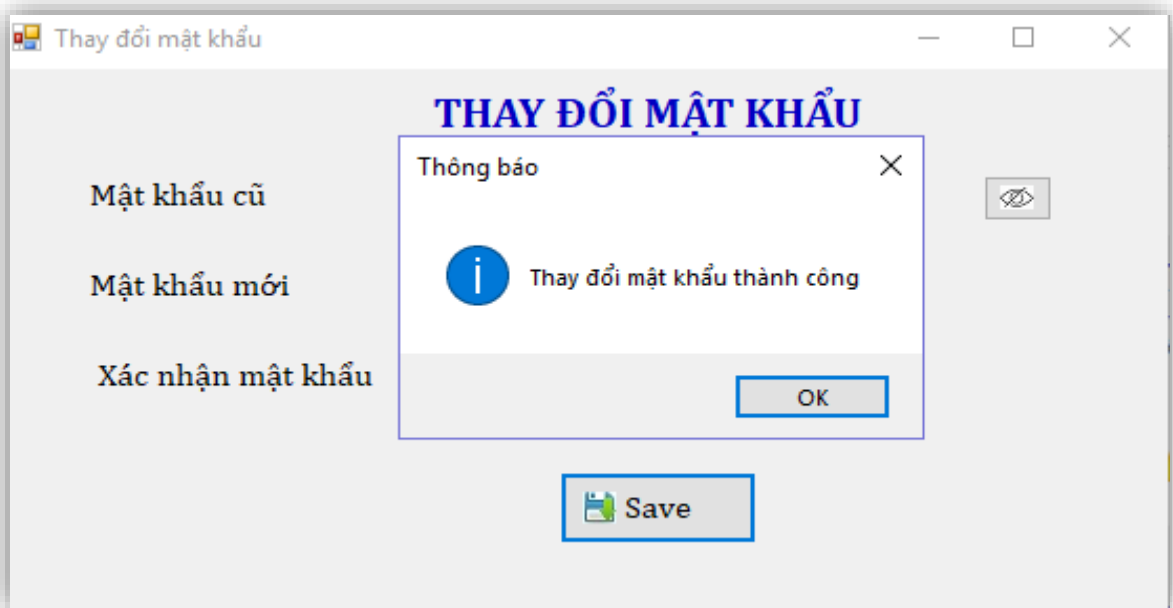 Thay đổi mật khẩu
THAY ĐỔI MẬT KHẨU
Thông báo
Mật khẩu cũ
Thay đổi mật khẩu thành công
Mật khẩu mới
Xác nhận mật khẩu
OK
Save